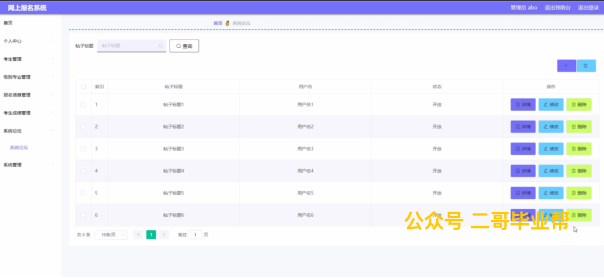 网上报名系统
管理员 abo 退出到前台 退出登录
首页
首页 系统论坛
个人中心
考生管理
报名信息管理
考生成绩管理
系统论坛
系统论坛
系统管理
帖子标题 帖子标题 查询
索引 帖子标题 用户名 状态 操作
1 帖子标题1 用户名1 开放 详情 修改 删除
2 帖子标题2 用户名2 开放 详情 修改 删除
3 帖子标题3 用户名3 开放 详情 修改 删除
4 帖子标题4 用户名4 开放 详情 修改 删除
5 帖子标题5 用户名5 开放 详情 修改 删除
6 帖子标题6 用户名6 开放 详情 修改 删除
公众号 二哥毕业帮
共 6 条 10条/页 1 前往 1 页